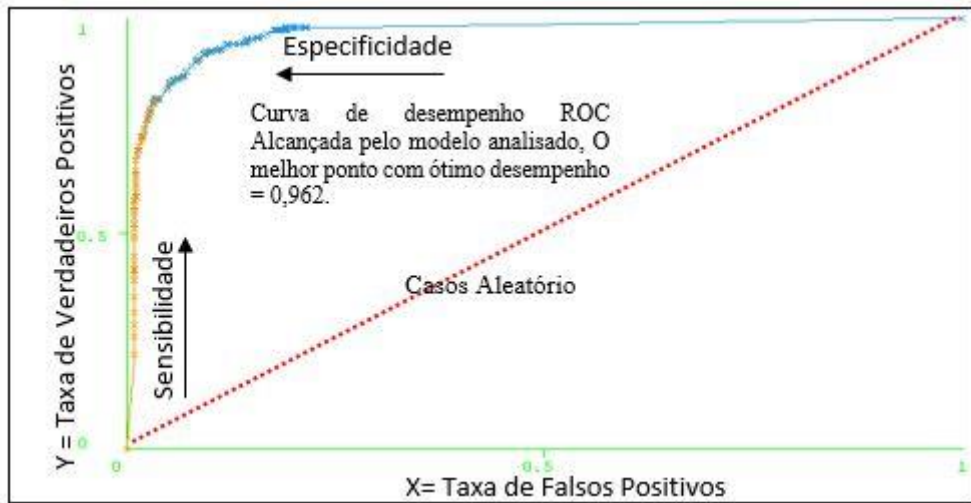 1
Especificidade
Curva de desempenho ROC
Alcançada pelo modelo analisado, O
melhor ponto com ótimo desempenho
= 0,962.
Y = Taxa de Verdadeiros Positivos
0.5
Sensibilidade
Casos Aleatório
0
0
0.5
1
X= Taxa de Falsos Positivos